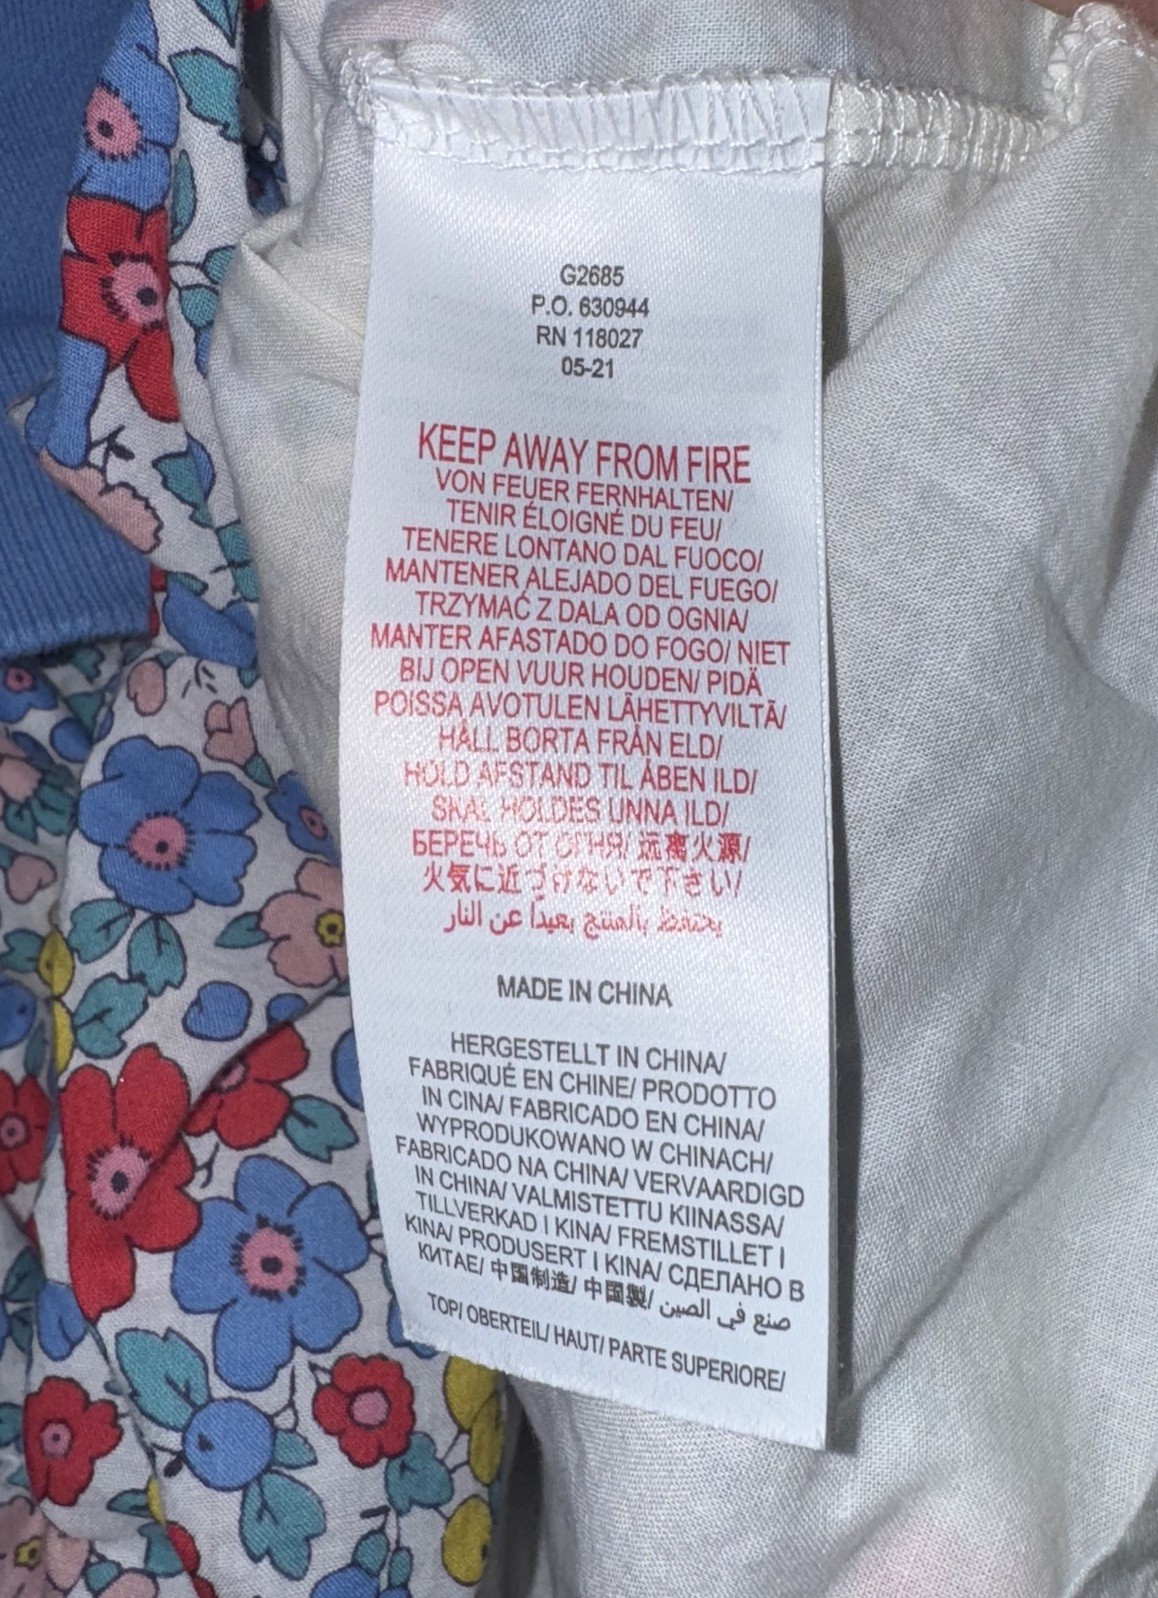 G2685
P.O. 630944
RN 118027
05-21
KEEP AWAY FROM FIRE
VON FEUER FERNHALTEN/
TENIR ÉLOIGNÉ DU FEU/
TENERE LONTANO DAL FUOCO/
MANTENER ALEJADO DEL FUEGO/
TRZYMAĆ Z DALA OD OGNIA/
MANTER AFASTADO DO FOGO/ NIET
BIJ OPEN VUUR HOUDEN/ PIDÄ
POISSA AVOTULEN LÄHETTYVILTÄ/
HÅLL BORTA FRÅN ELD/
HOLD AFSTAND TIL ÅBEN ILD/
SKAL HOLDES UNNA ILD/
БЕРЕЧЬ ОТ ОГНЯ/ 远离火源/
火気に近づけないで下さい/
يحتفظ بالمنتج بعيدًا عن النار
MADE IN CHINA
HERGESTELLT IN CHINA/
FABRIQUÉ EN CHINE/ PRODOTTO
IN CINA/ FABRICADO EN CHINA/
WYPRODUKOWANO W CHINACH/
FABRICADO NA CHINA/ VERVAARDIGD
IN CHINA/ VALMISTETTU KIINASSA/
TILLVERKAD I KINA/ FREMSTILLET I
KINA/ PRODUSERT I KINA/ СДЕЛАНО В
КИТАЕ/ 中国制造/ 中国製/ صنع في الصين
TOP/ OBERTEIL/ HAUT/ PARTE SUPERIORE/